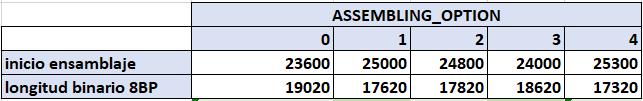 ASSEMBLING_OPTION
0 1 2 3 4
inicio ensamblaje 23600 25000 24800 24000 25300
longitud binario 8BP 19020 17620 17820 18620 17320